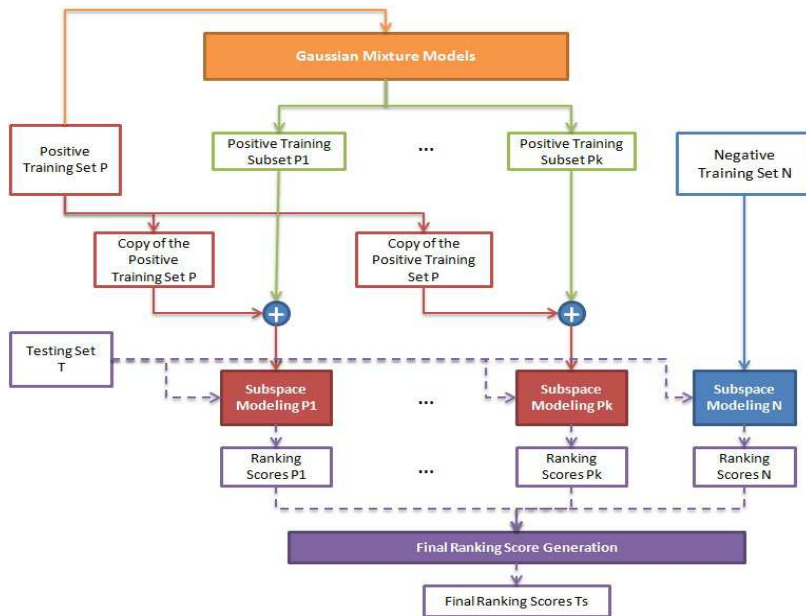 Gaussian Mixture Models
Positive
Training Set P
Positive Training
Subset P1
...
Positive Training
Subset Pk
Negative
Training Set N
Copy of the
Positive
Training Set P
Copy of the
Positive Training
Set P
+
+
Testing Set
T
Subspace
Modeling P1
...
Subspace
Modeling Pk
Subspace
Modeling N
Ranking
Scores P1
...
Ranking
Scores Pk
Ranking
Scores N
Final Ranking Score Generation
Final Ranking Scores Ts